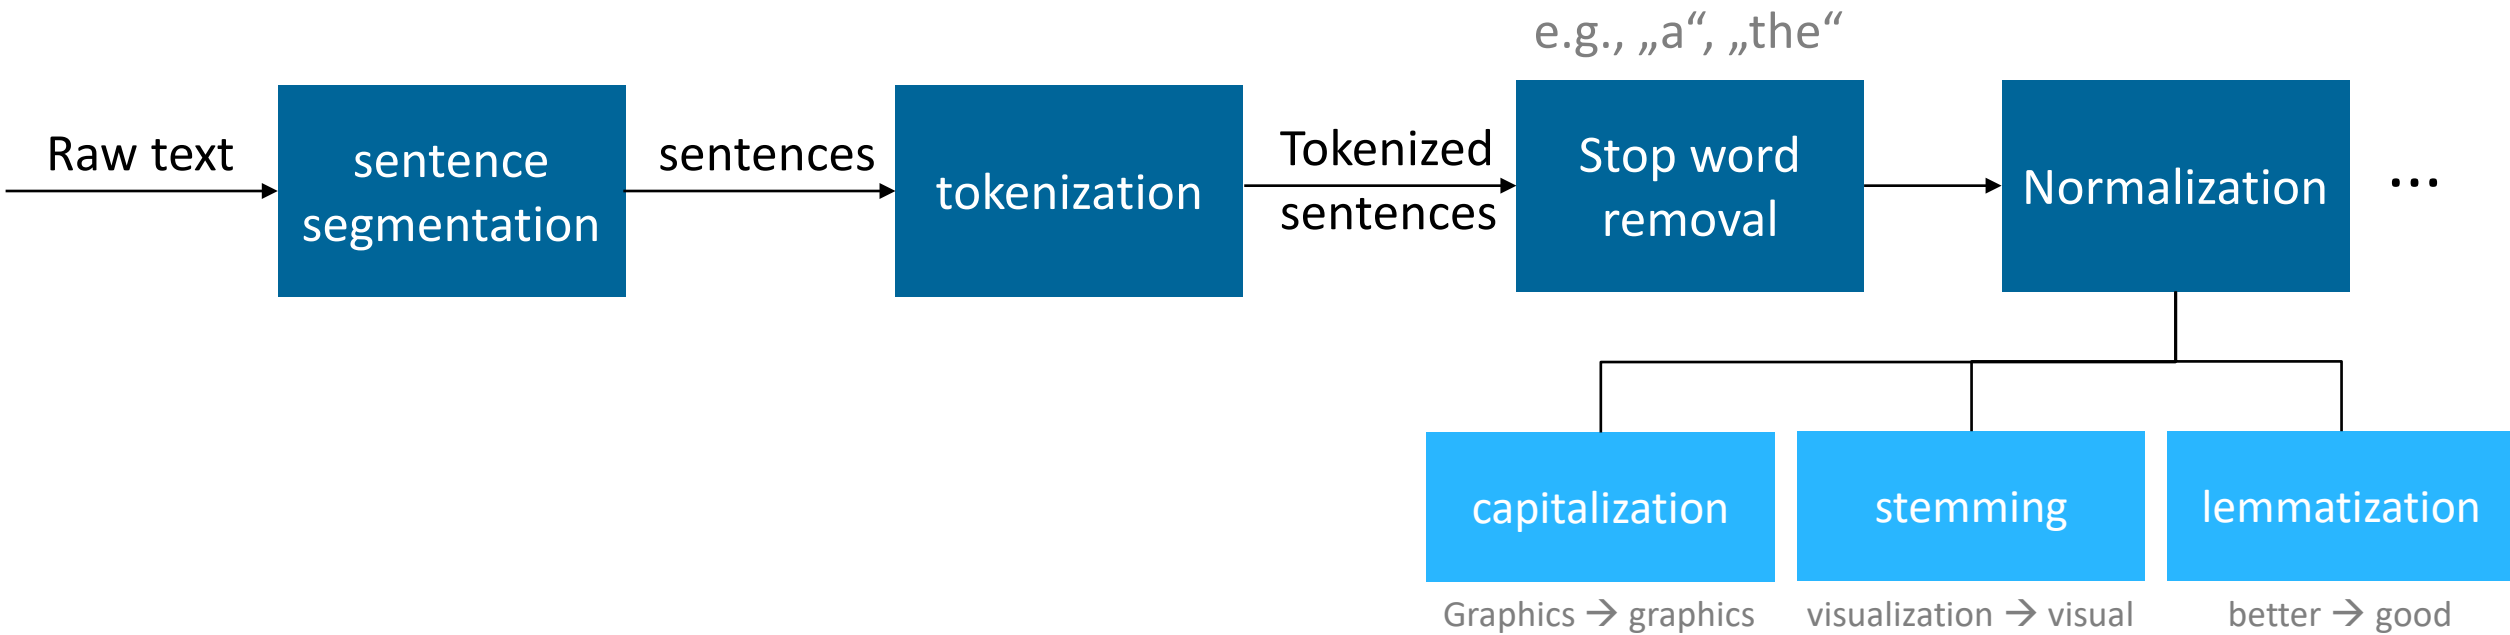 e.g., „a“, „the“
Raw text
sentence
segmentation
sentences
tokenization
Tokenized
sentences
Stop word
removal
Normalization
...
capitalization
stemming
lemmatization
Graphics → graphics
visualization → visual
better → good